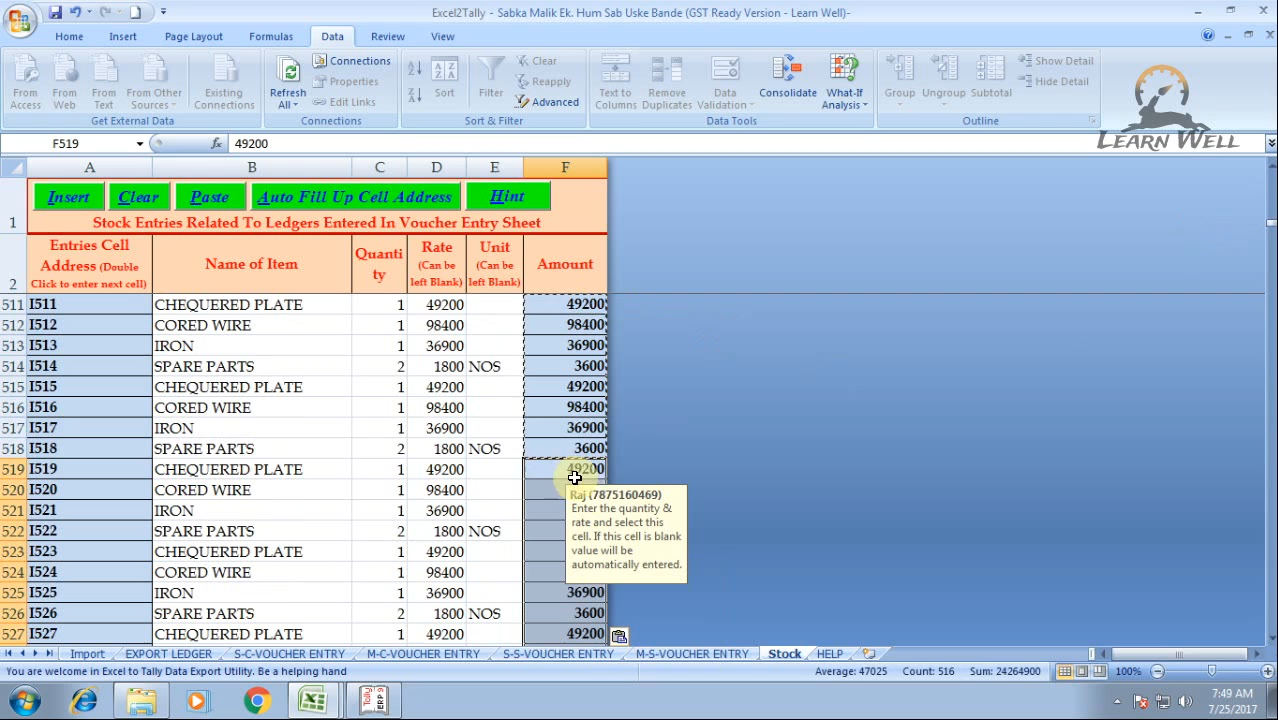 Excel2Tally - Sabka Malik Ek. Hum Sab Uske Bande (GST Ready Version - Learn Well)-
Home Insert Page Layout Formulas Data Review View
From Access
From Web
From Text
From Other Sources
Existing Connections
Get External Data
Refresh All
Connections
Properties
Edit Links
Connections
Sort
Filter
Clear
Reapply
Advanced
Sort & Filter
Text to Columns
Remove Duplicates
Data Validation
Consolidate
What-If Analysis
Data Tools
Group
Ungroup
Subtotal
Show Detail
Hide Detail
Outline
LEARN WELL
F519 fx 49200
A B C D E F
Insert Clear Paste Auto Fill Up Cell Address Hint
1 Stock Entries Related To Ledgers Entered In Voucher Entry Sheet
2
Entries Cell Address (Double Click to enter next cell)
Name of Item
Quantity
Rate (Can be left Blank)
Unit (Can be left Blank)
Amount
511 I511 CHEQUERED PLATE 1 49200 49200
512 I512 CORED WIRE 1 98400 98400
513 I513 IRON 1 36900 36900
514 I514 SPARE PARTS 2 1800 NOS 3600
515 I515 CHEQUERED PLATE 1 49200 49200
516 I516 CORED WIRE 1 98400 98400
517 I517 IRON 1 36900 36900
518 I518 SPARE PARTS 2 1800 NOS 3600
519 I519 CHEQUERED PLATE 1 49200 49200
520 I520 CORED WIRE 1 98400
521 I521 IRON 1 36900
522 I522 SPARE PARTS 2 1800 NOS
523 I523 CHEQUERED PLATE 1 49200
524 I524 CORED WIRE 1 98400
525 I525 IRON 1 36900 36900
526 I526 SPARE PARTS 2 1800 NOS 3600
527 I527 CHEQUERED PLATE 1 49200 49200
Raj (7875160469)
Enter the quantity &
rate and select this
cell. If this cell is blank
value will be
automatically entered.
Import EXPORT LEDGER S-C-VOUCHER ENTRY M-C-VOUCHER ENTRY S-S-VOUCHER ENTRY M-S-VOUCHER ENTRY Stock HELP
You are welcome in Excel to Tally Data Export Utility. Be a helping hand Average: 47025 Count: 516 Sum: 24264900 100%
Tally ERP 9
7:49 AM
7/25/2017